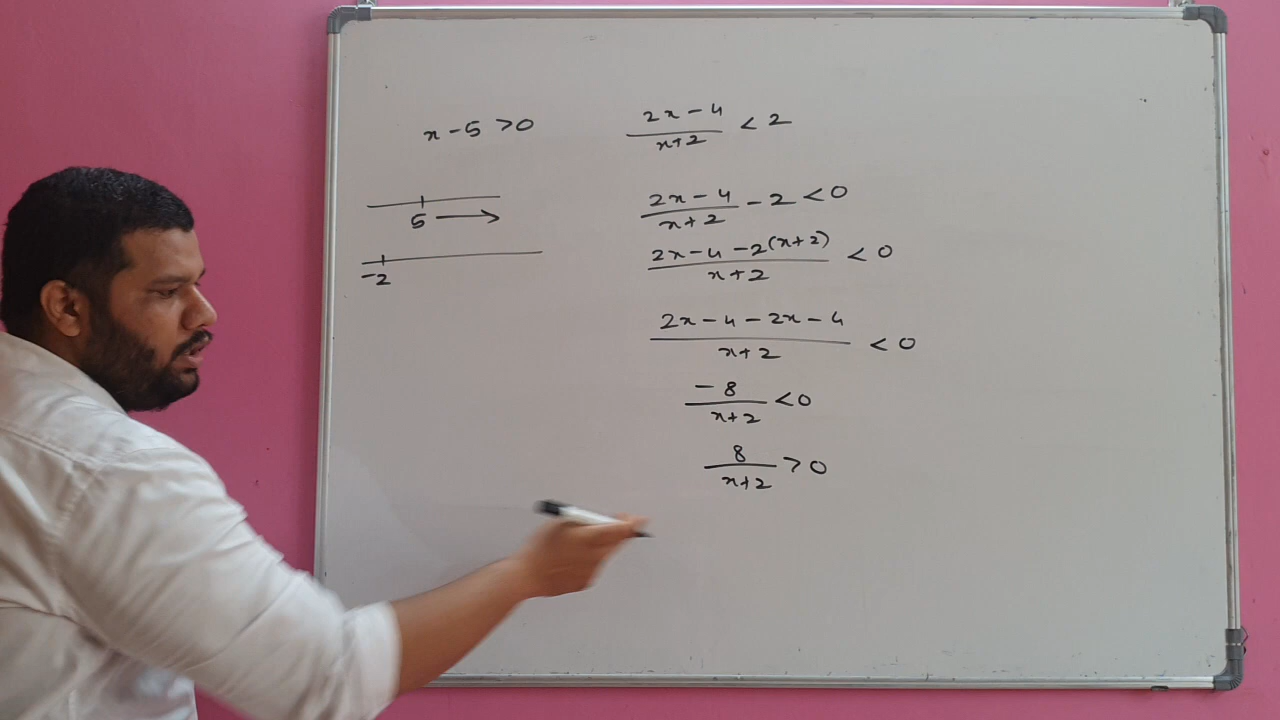 x - 5 > 0
5 →
-2
(2x - 4)/(x+2) < 2
(2x - 4)/(x+2) - 2 < 0
(2x - 4 - 2(x+2))/(x+2) < 0
(2x - 4 - 2x - 4)/(x+2) < 0
-8/(x+2) < 0
8/(x+2) > 0